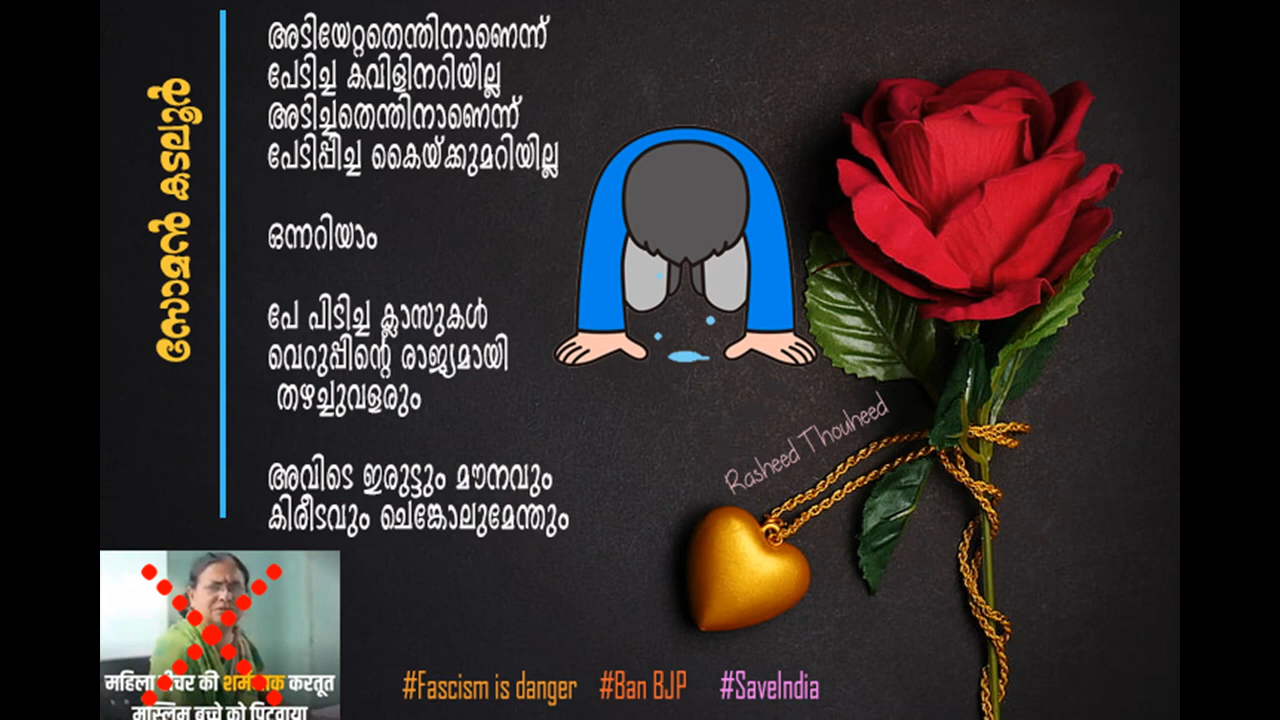 സോമൻ കടലൂർ
അടിയേറ്റതെന്തിനാണെന്ന്
പേടിച്ച കവിളിനറിയില്ല
അടിച്ചതെന്തിനാണെന്ന്
പേടിപ്പിച്ച കൈയ്ക്കുമറിയില്ല
ഒന്നറിയാം
പേ പിടിച്ച ക്ലാസുകൾ
വെറുപ്പിന്റെ രാജ്യമായി
തഴച്ചുവളരും
അവിടെ ഇരുട്ടും മൗനവും
കിരീടവും ചെങ്കോലുമേന്തും
Rasheed Thouheed
महिला टीचर की शर्मनाक करतूत
मुस्लिम बच्चे को पिटवाया
#Fascism is danger #Ban BJP #SaveIndia